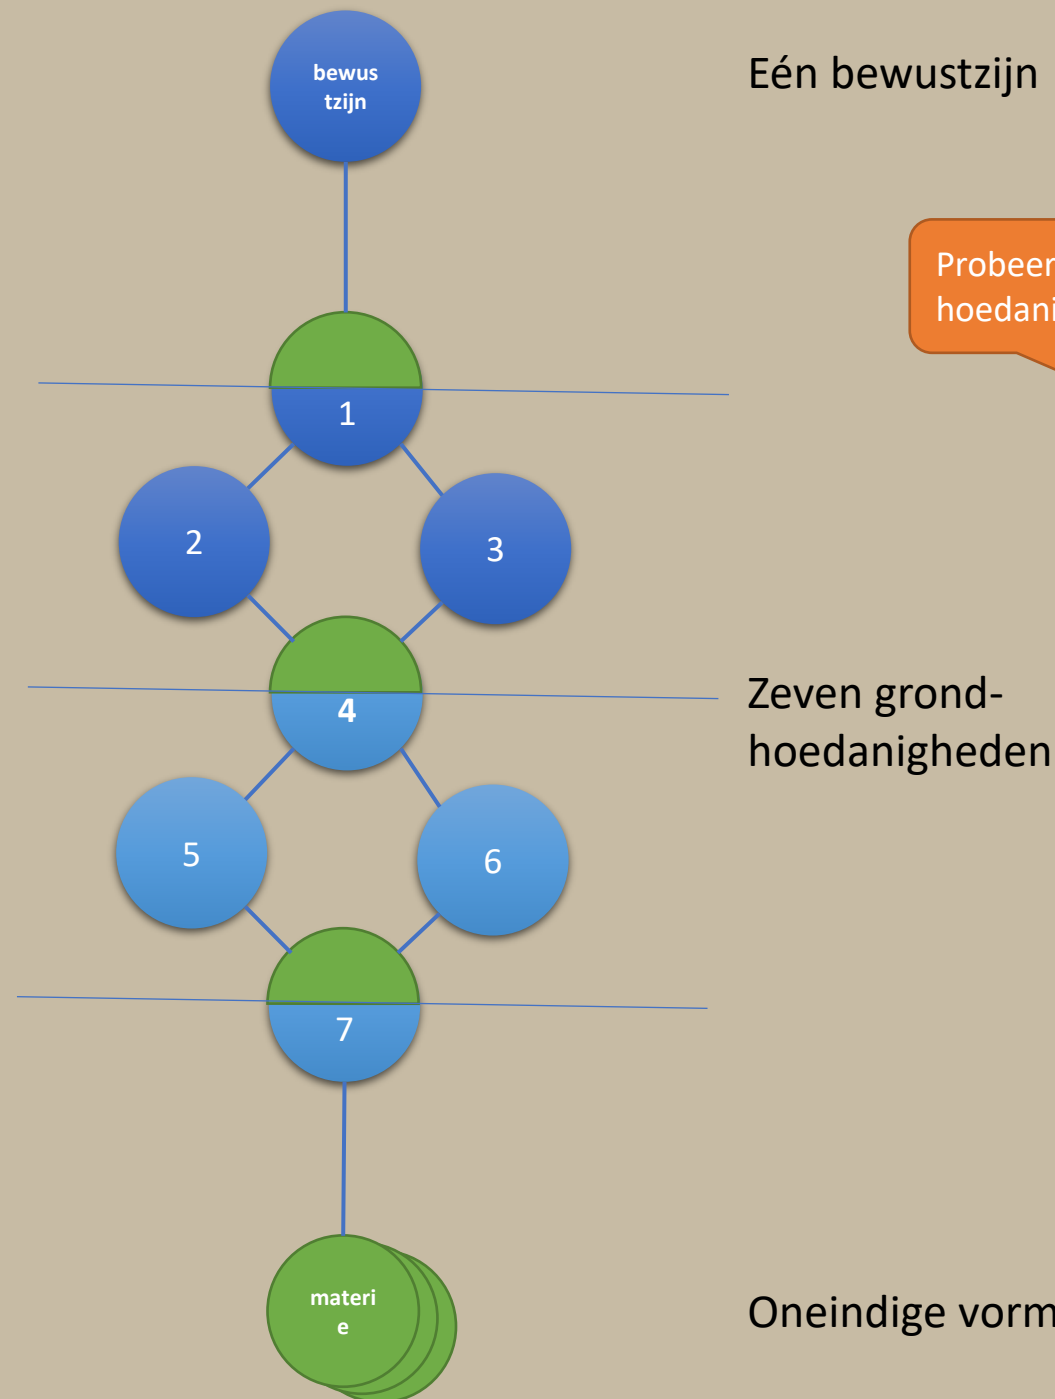 bewus
tzijn
Eén bewustzijn
Probeer
hoedani
1
2
3
4
Zeven grond-
hoedanigheden
5
6
7
materi
e
Oneindige vorm